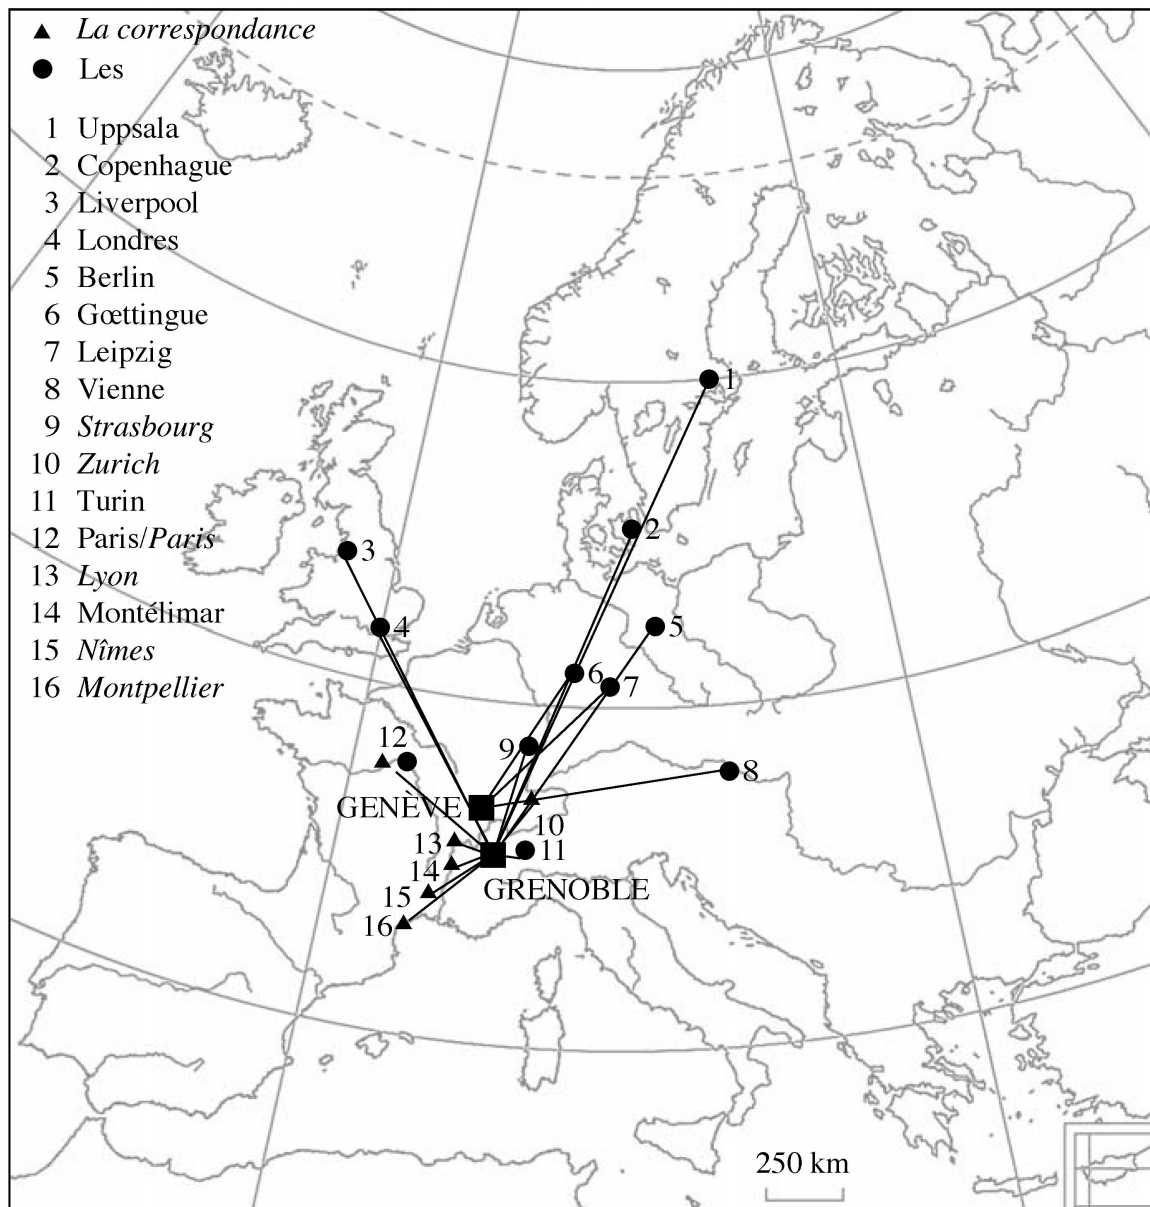 ▲ La correspondance
● Les
1 Uppsala
2 Copenhague
3 Liverpool
4 Londres
5 Berlin
6 Gœttingue
7 Leipzig
8 Vienne
9 Strasbourg
10 Zurich
11 Turin
12 Paris/Paris
13 Lyon
14 Montélimar
15 Nîmes
16 Montpellier
1
2
3
4
5
6
7
12
9
8
GENÈVE
10
13
11
14
GRENOBLE
15
16
250 km